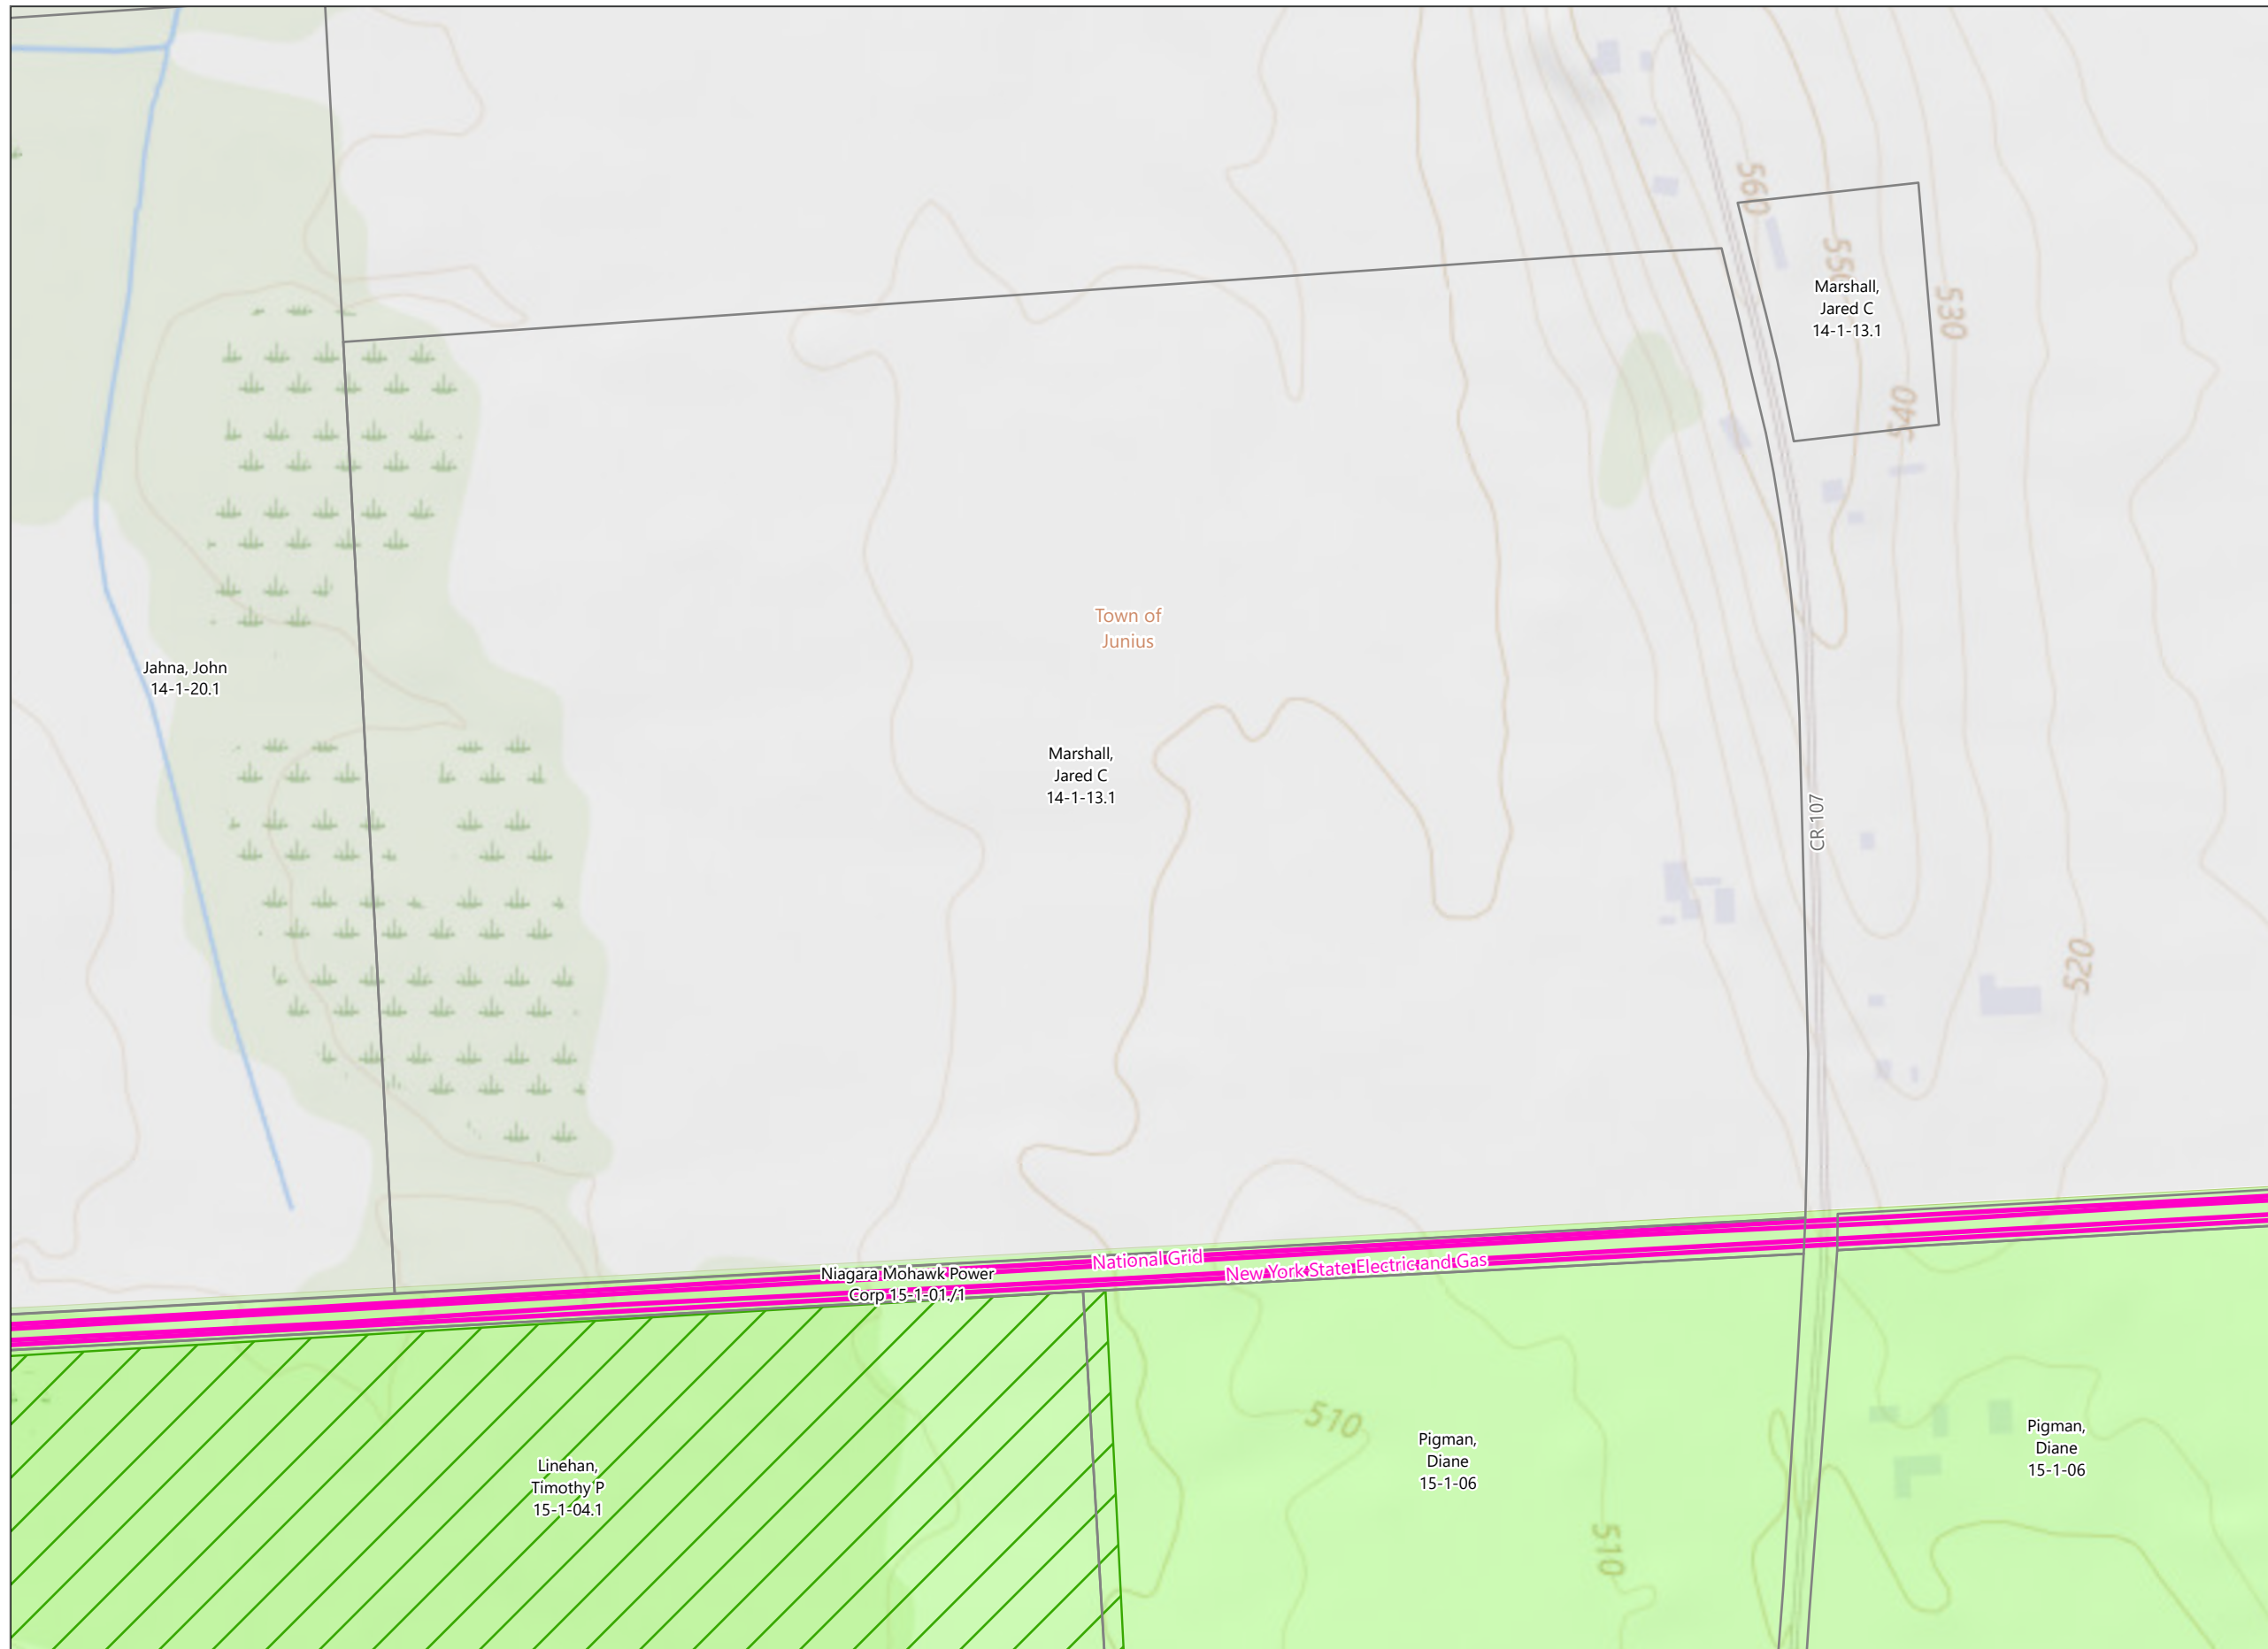 560
550
Marshall,
Jared C
14-1-13.1
530
540
Town of
Junius
Jahna, John
14-1-20.1
Marshall,
Jared C
14-1-13.1
CR 107
520
National Grid
New York State Electric and Gas
Niagara Mohawk Power
Corp 15-1-01./1
510
Pigman,
Diane
15-1-06
Pigman,
Diane
15-1-06
Linehan,
Timothy P
15-1-04.1
510